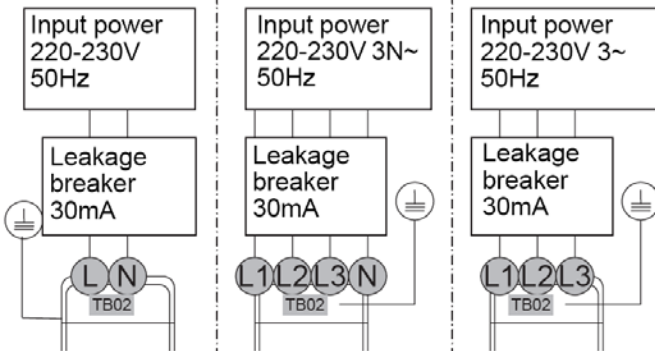 Input power
220-230V
50Hz
Leakage
breaker
30mA
L N
TB02
Input power
220-230V 3N~
50Hz
Leakage
breaker
30mA
L1 L2 L3 N
TB02
Input power
220-230V 3~
50Hz
Leakage
breaker
30mA
L1 L2 L3
TB02